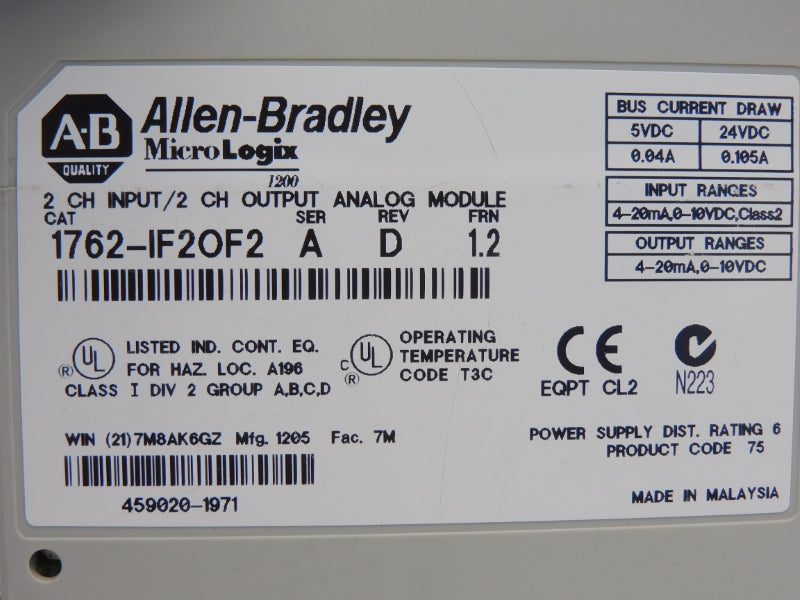 A-B
QUALITY
Allen-Bradley
MicroLogix
1200
2 CH INPUT/2 CH OUTPUT ANALOG MODULE
CAT SER REV FRN
1762-IF2OF2 A D 1.2
BUS CURRENT DRAW
5VDC 24VDC
0.04A 0.105A
INPUT RANGES
4-20mA,0-10VDC,Class2
OUTPUT RANGES
4-20mA,0-10VDC
UL
®
LISTED IND. CONT. EQ.
FOR HAZ. LOC. A196
CLASS I DIV 2 GROUP A,B,C,D
C UL
®
OPERATING
TEMPERATURE
CODE T3C
CE
EQPT CL2
N223
WIN (21)7M8AK6GZ Mfg. 1205 Fac. 7M
459020-1971
POWER SUPPLY DIST. RATING 6
PRODUCT CODE 75
MADE IN MALAYSIA